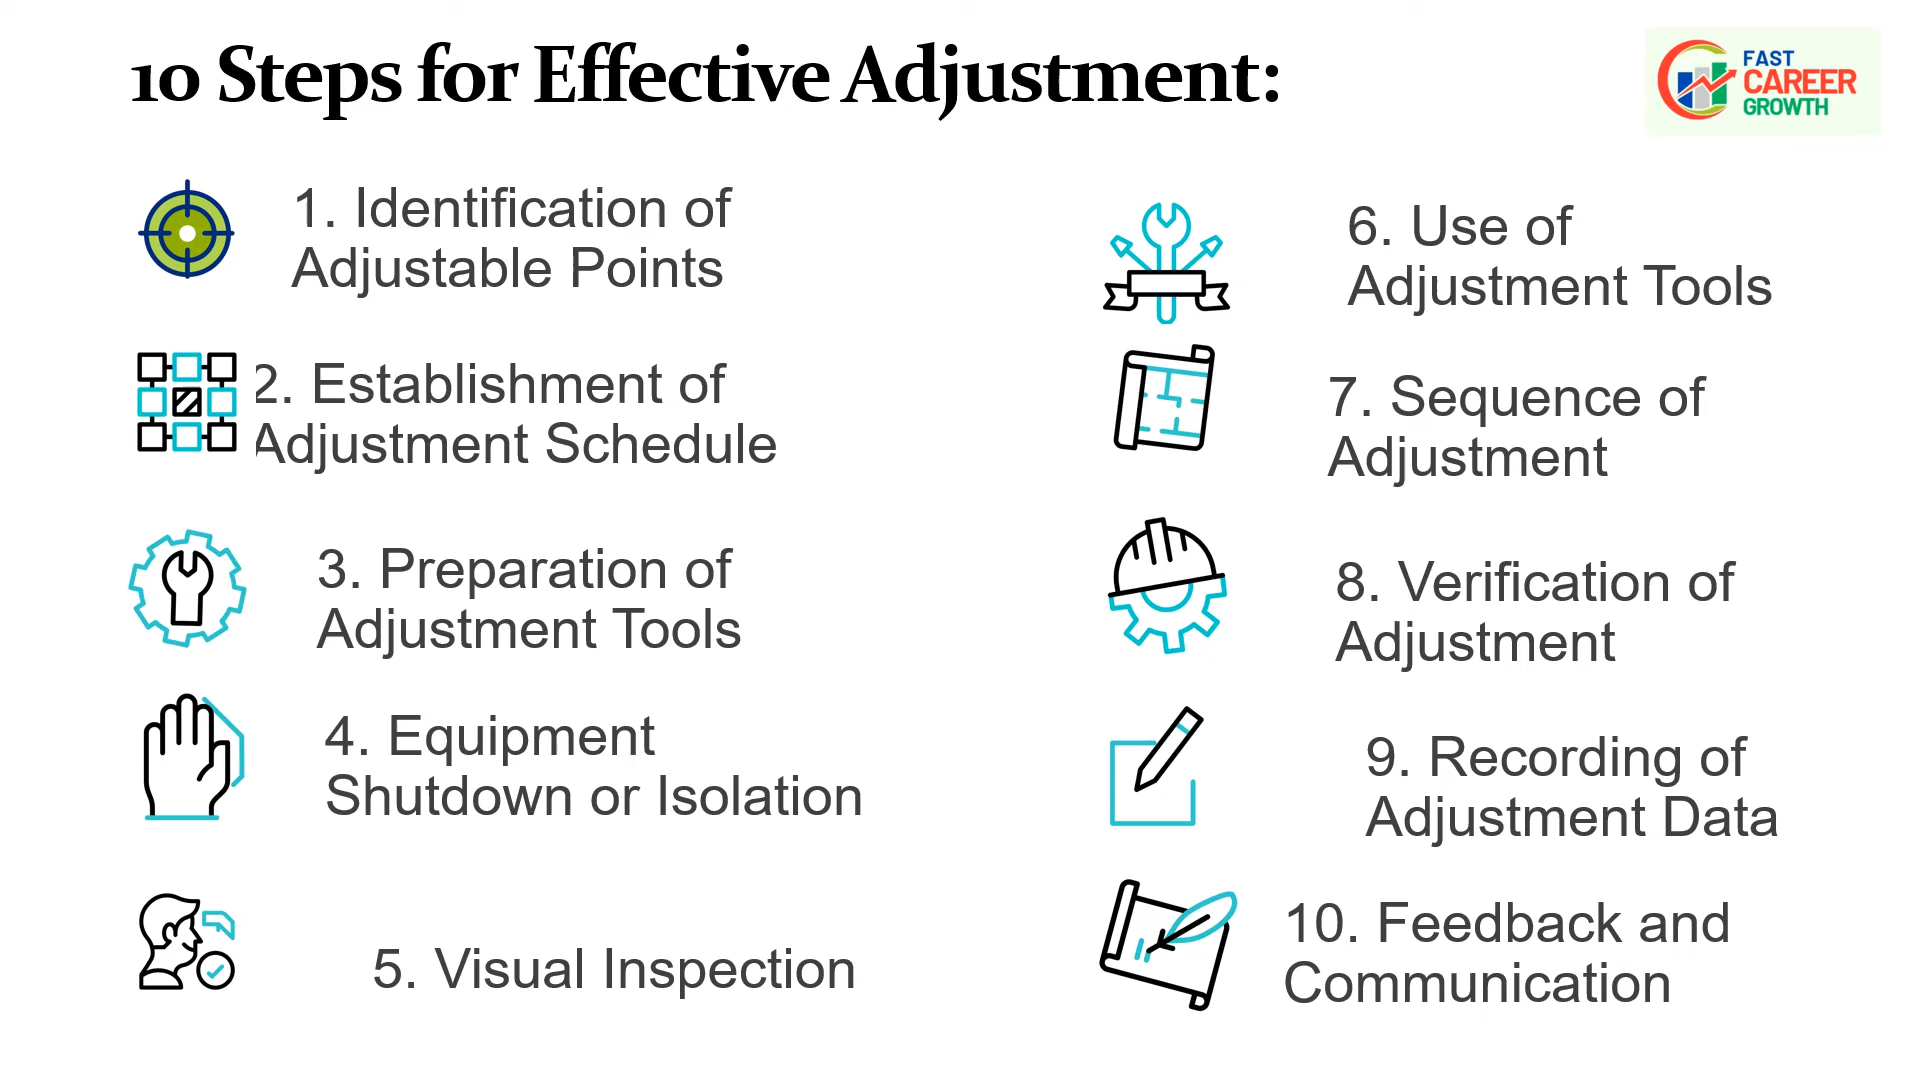 10 Steps for Effective Adjustment:
FAST
CAREER
GROWTH
1. Identification of
Adjustable Points
2. Establishment of
Adjustment Schedule
3. Preparation of
Adjustment Tools
4. Equipment
Shutdown or Isolation
5. Visual Inspection
6. Use of
Adjustment Tools
7. Sequence of
Adjustment
8. Verification of
Adjustment
9. Recording of
Adjustment Data
10. Feedback and
Communication